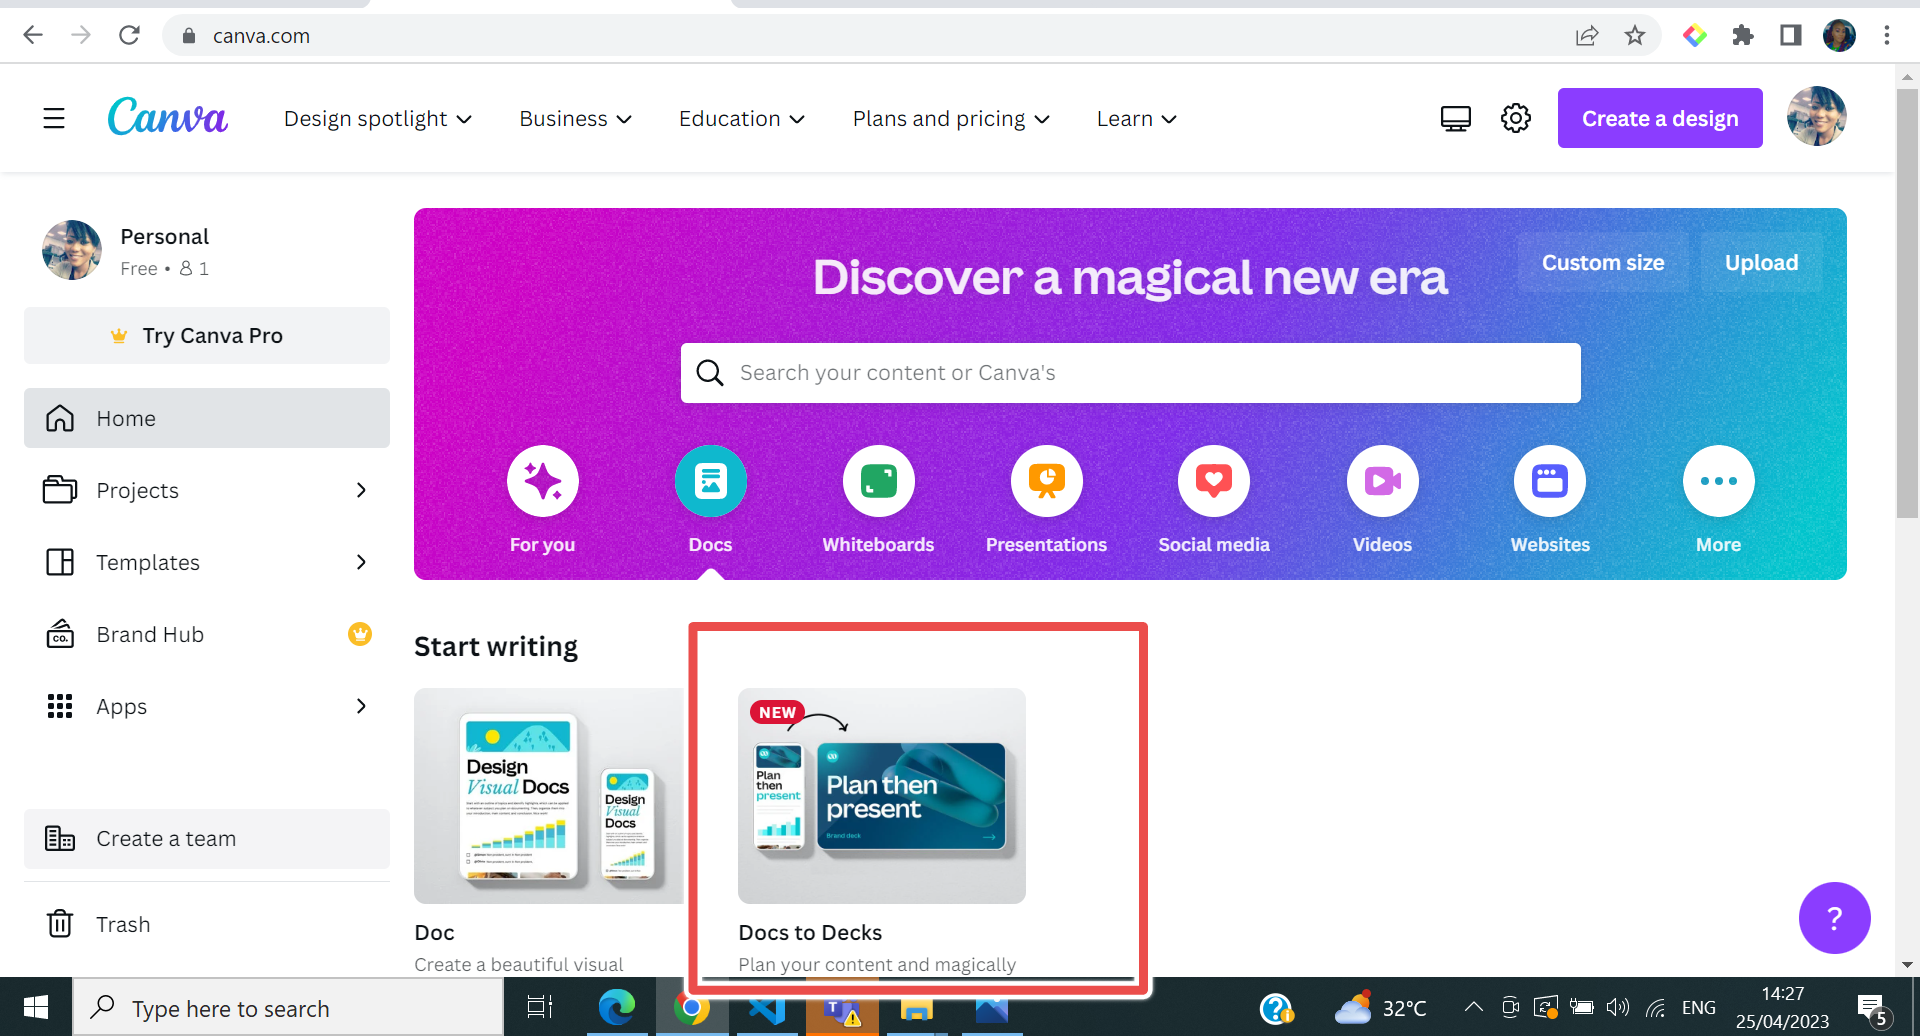 canva.com
Canva
Design spotlight
Business
Education
Plans and pricing
Learn
Create a design
Personal
Free • 1
Try Canva Pro
Home
Projects
Templates
Brand Hub
Apps
Create a team
Trash
Discover a magical new era
Custom size
Upload
Search your content or Canva's
For you
Docs
Whiteboards
Presentations
Social media
Videos
Websites
More
Start writing
Design
Visual Docs
Design
Visual
Docs
NEW
Plan
then
present
Plan then
present
Brand deck
Doc
Create a beautiful visual
Docs to Decks
Plan your content and magically
CO.
?
Type here to search
32°C
ENG
14:27
25/04/2023
5